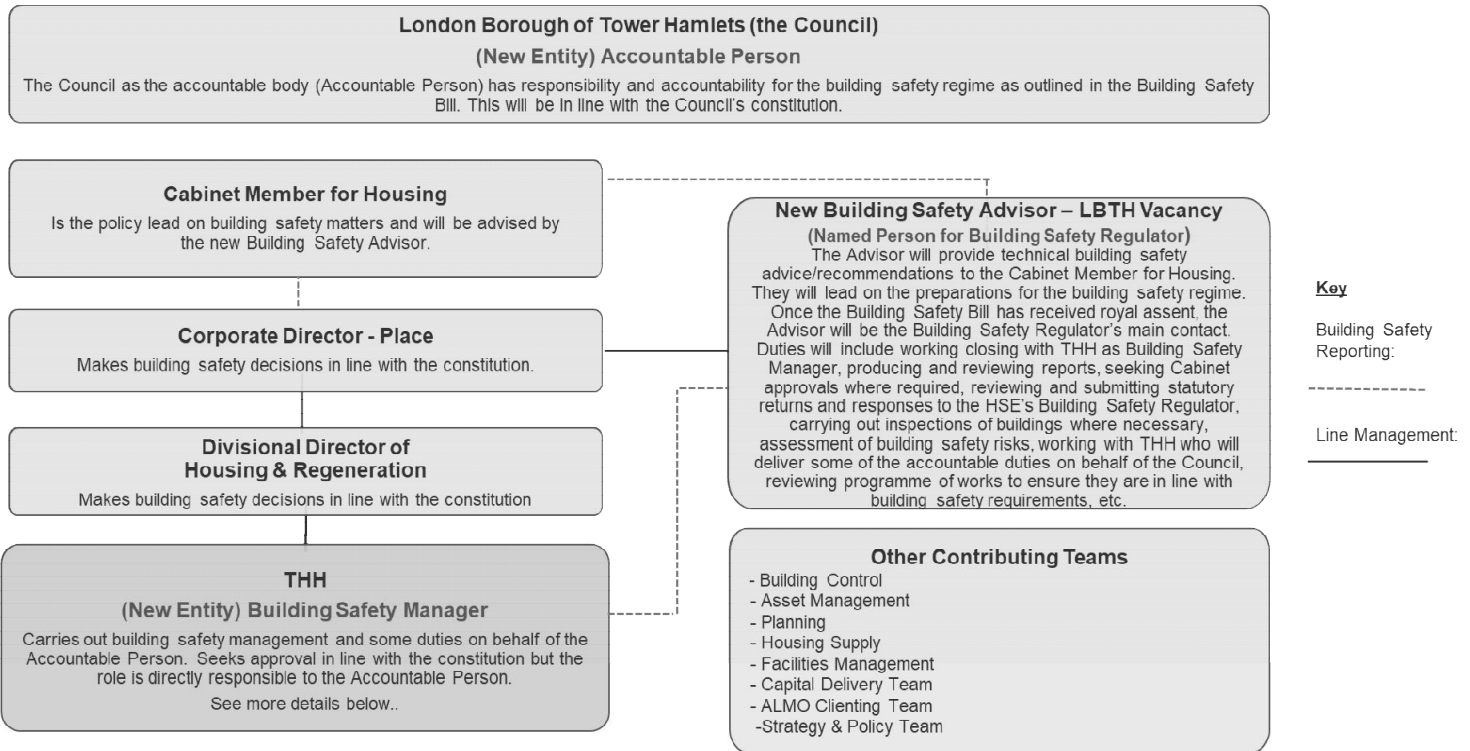 London Borough of Tower Hamlets (the Council)
(New Entity) Accountable Person
The Council as the accountable body (Accountable Person) has responsibility and accountability for the building safety regime as outlined in the Building Safety
Bill. This will be in line with the Council's constitution.
Cabinet Member for Housing
Is the policy lead on building safety matters and will be advised by
the new Building Safety Advisor.
Corporate Director - Place
Makes building safety decisions in line with the constitution.
Divisional Director of
Housing & Regeneration
Makes building safety decisions in line with the constitution
THH
(New Entity) Building Safety Manager
Carries out building safety management and some duties on behalf of the
Accountable Person. Seeks approval in line with the constitution but the
role is directly responsible to the Accountable Person.
See more details below..
New Building Safety Advisor – LBTH Vacancy
(Named Person for Building Safety Regulator)
The Advisor will provide technical building safety
advice/recommendations to the Cabinet Member for Housing.
They will lead on the preparations for the building safety regime.
Once the Building Safety Bill has received royal assent, the
Advisor will be the Building Safety Regulator's main contact.
Duties will include working closing with THH as Building Safety
Manager, producing and reviewing reports, seeking Cabinet
approvals where required, reviewing and submitting statutory
returns and responses to the HSE's Building Safety Regulator,
carrying out inspections of buildings where necessary,
assessment of building safety risks, working with THH who will
deliver some of the accountable duties on behalf of the Council,
reviewing programme of works to ensure they are in line with
building safety requirements, etc.
Other Contributing Teams
- Building Control
- Asset Management
- Planning
- Housing Supply
- Facilities Management
- Capital Delivery Team
- ALMO Clienting Team
-Strategy & Policy Team
Key
Building Safety
Reporting:
Line Management: